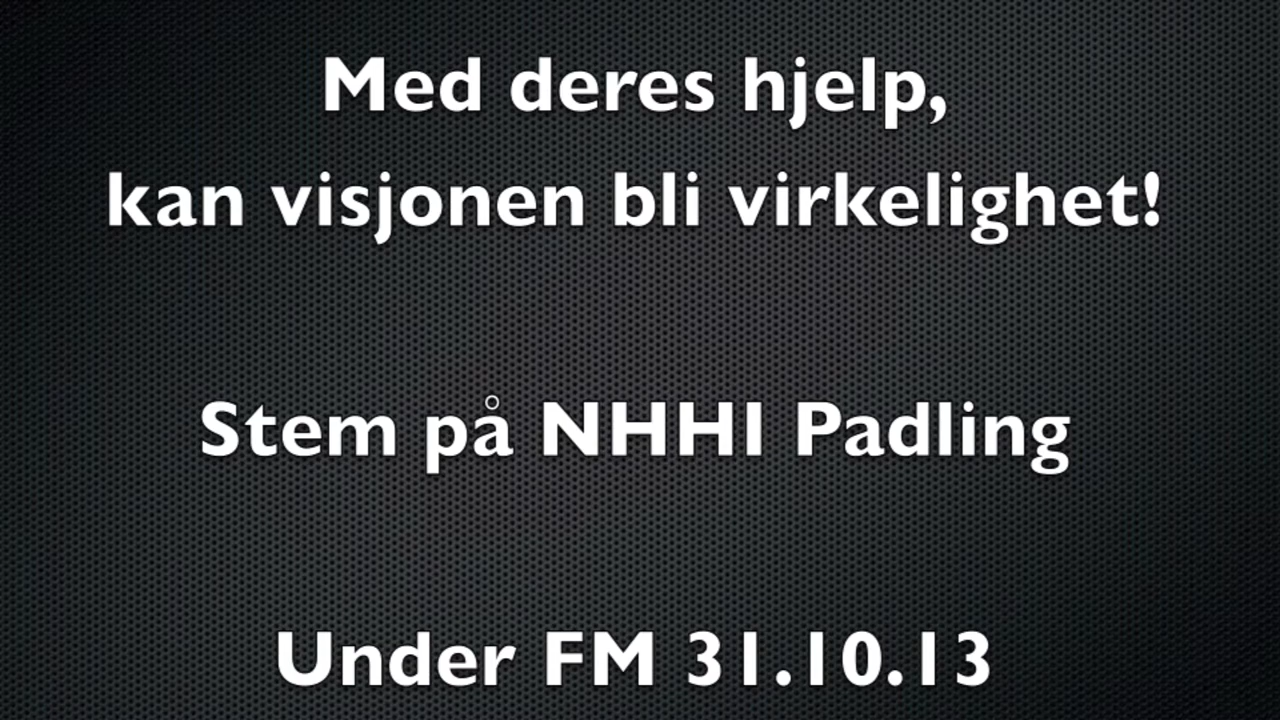 Med deres hjelp,
kan visjonen bli virkelighet!
Stem på NHHI Padling
Under FM 31.10.13